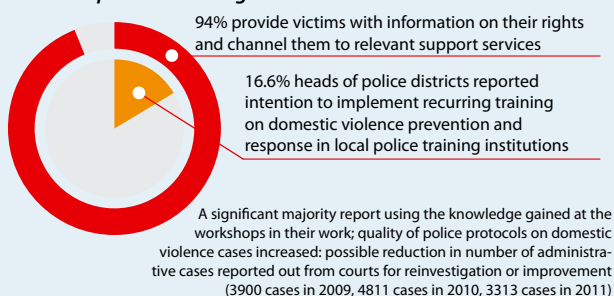 94% provide victims with information on their rights
and channel them to relevant support services
16.6% heads of police districts reported
intention to implement recurring training
on domestic violence prevention and
response in local police training institutions
A significant majority report using the knowledge gained at the
workshops in their work; quality of police protocols on domestic
violence cases increased: possible reduction in number of administra-
tive cases reported out from courts for reinvestigation or improvement
(3900 cases in 2009, 4811 cases in 2010, 3313 cases in 2011)